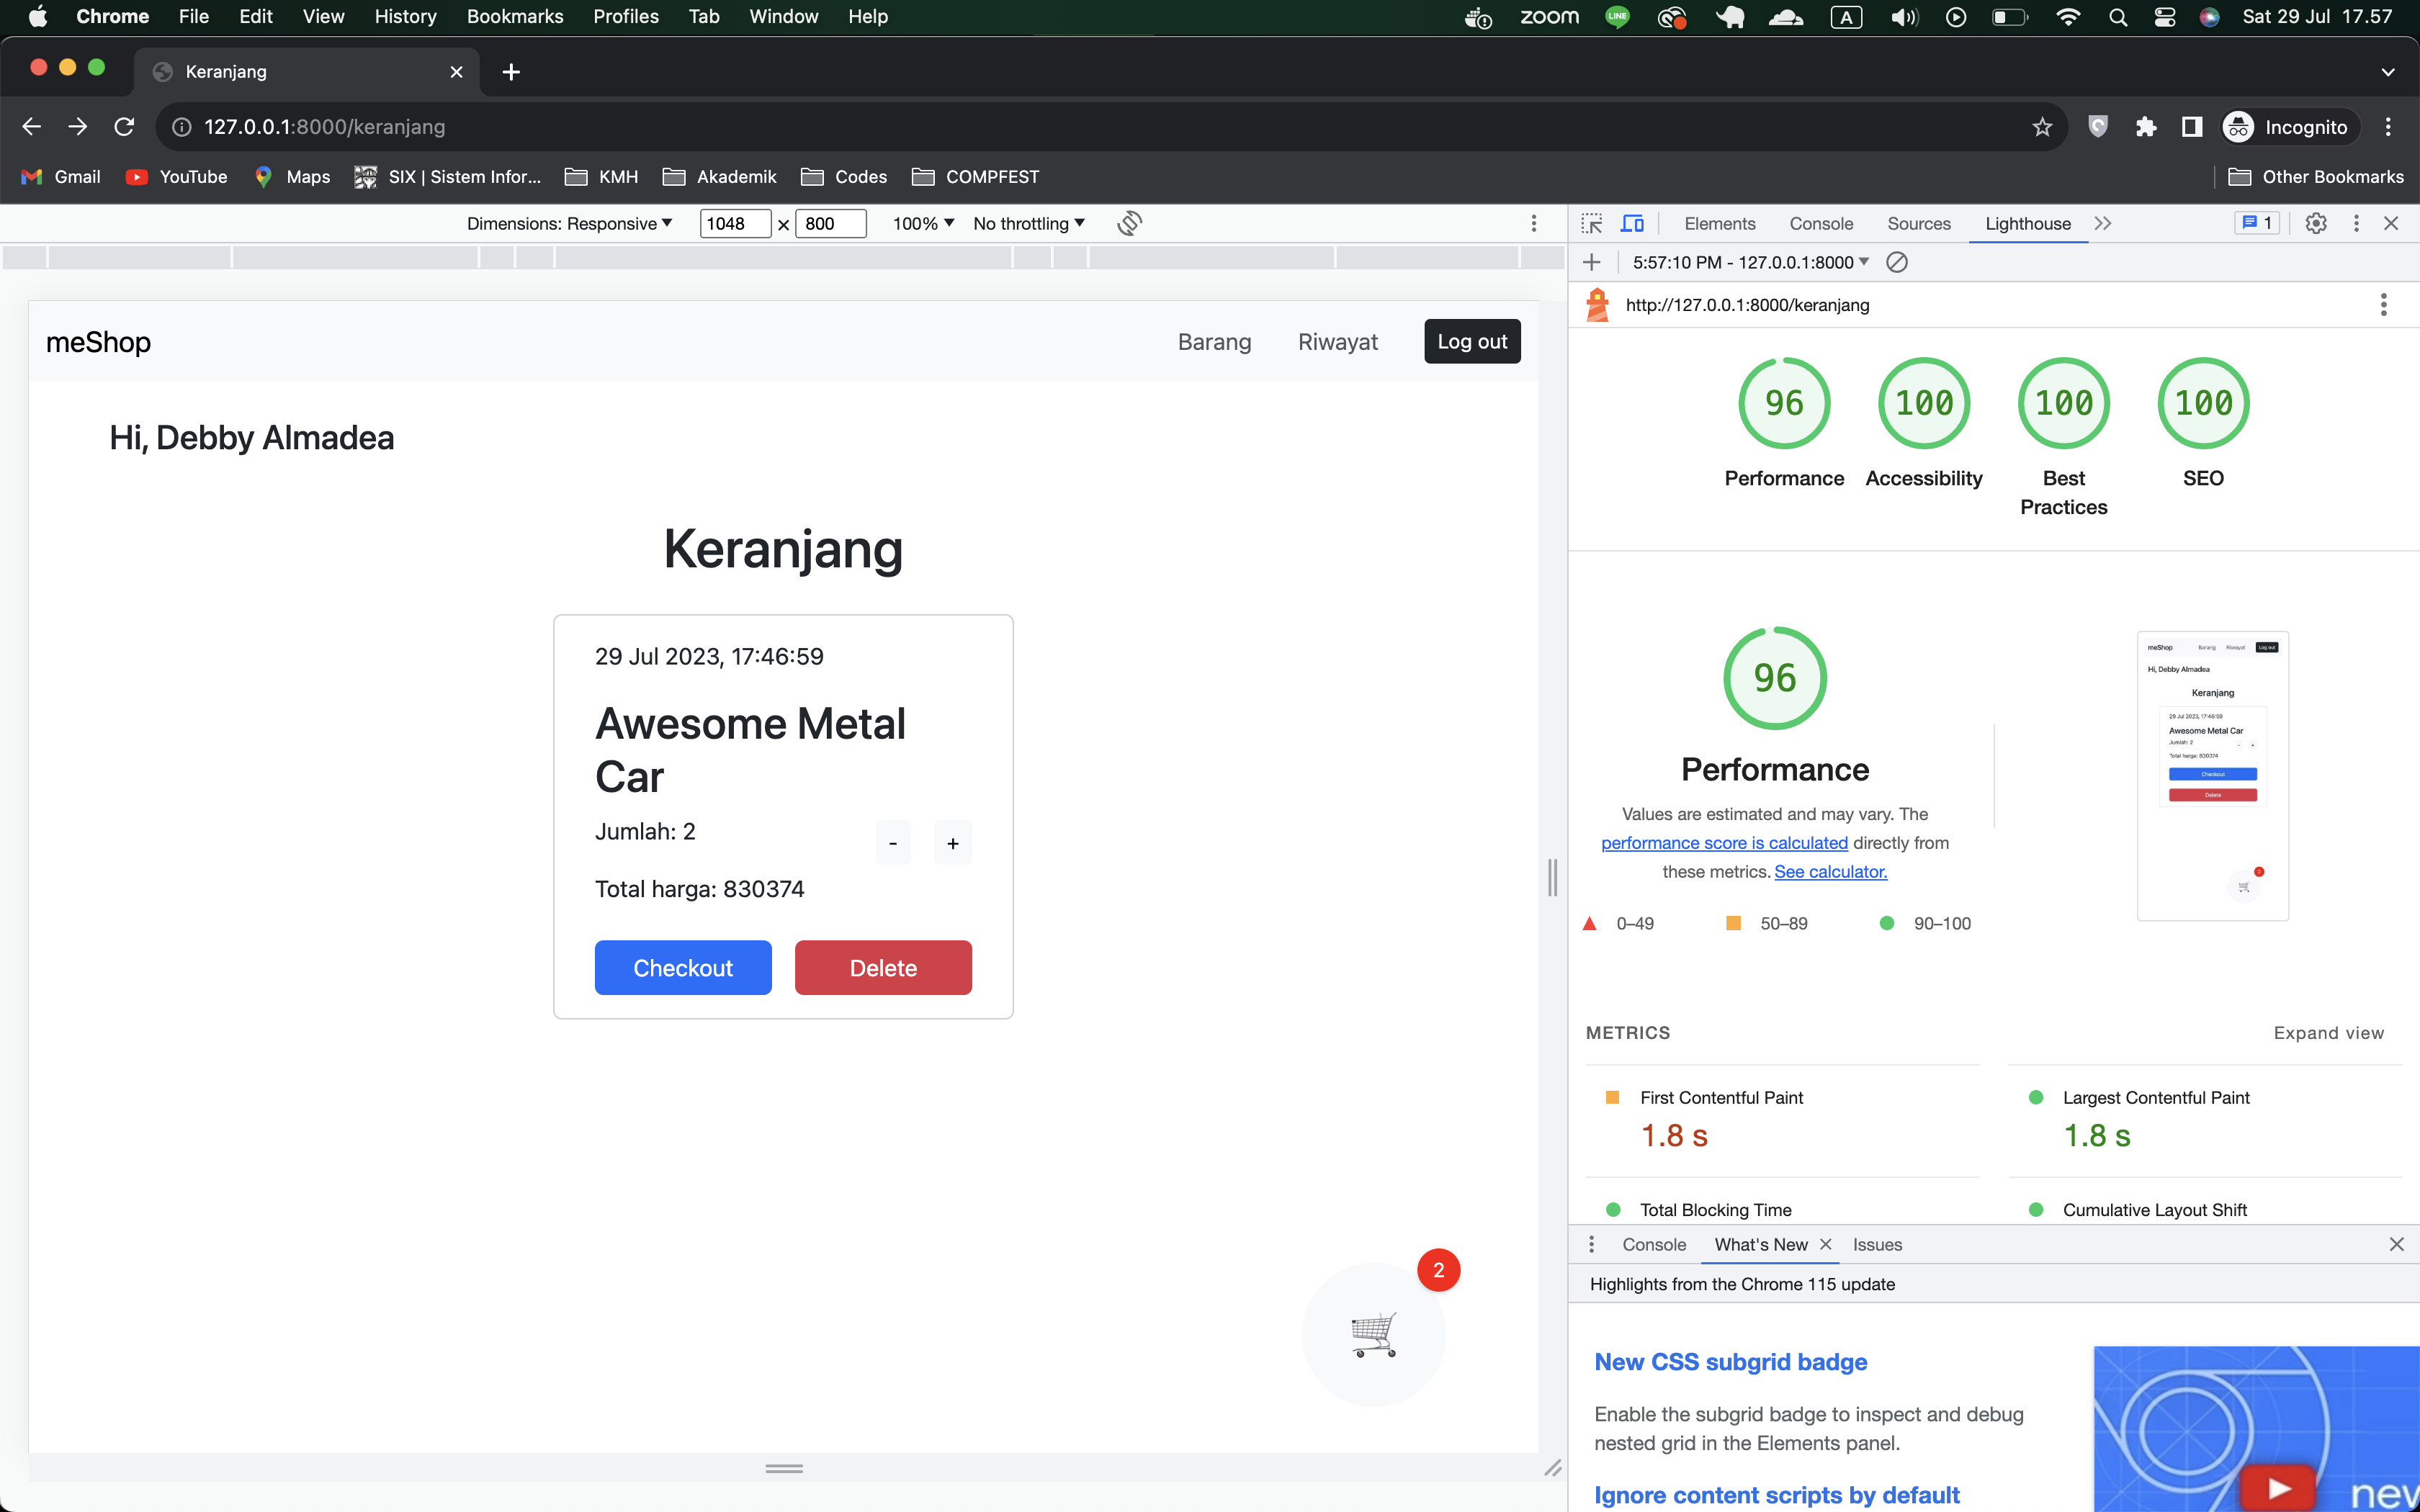 Chrome File Edit View History Bookmarks Profiles Tab Window Help LINE zoom A Sat 29 Jul 17.57
Keranjang
127.0.0.1:8000/keranjang Incognito
Gmail YouTube Maps SIX | Sistem Infor... KMH Akademik Codes COMPFEST Other Bookmarks
Dimensions: Responsive 1048 × 800 100% No throttling
Elements Console Sources Lighthouse 1
5:57:10 PM - 127.0.0.1:8000
http://127.0.0.1:8000/keranjang
meShop Barang Riwayat Log out
Hi, Debby Almadea
Keranjang
29 Jul 2023, 17:46:59
Awesome Metal
Car
Jumlah: 2 - +
Total harga: 830374
Checkout Delete
2
96 100 100 100
Performance Accessibility Best SEO
Practices
96
Performance
Values are estimated and may vary. The
performance score is calculated directly from
these metrics. See calculator.
0–49 50–89 90–100
meShop Barang Riwayat Log out
Hi, Debby Almadea
Keranjang
29 Jul 2023, 17:46:59
Awesome Metal Car
Jumlah: 2 - +
Total harga: 830374
Checkout
Delete
METRICS Expand view
First Contentful Paint Largest Contentful Paint
1.8 s 1.8 s
Total Blocking Time Cumulative Layout Shift
Console What's New Issues
Highlights from the Chrome 115 update
New CSS subgrid badge
Enable the subgrid badge to inspect and debug
nested grid in the Elements panel.
Ignore content scripts by default
new